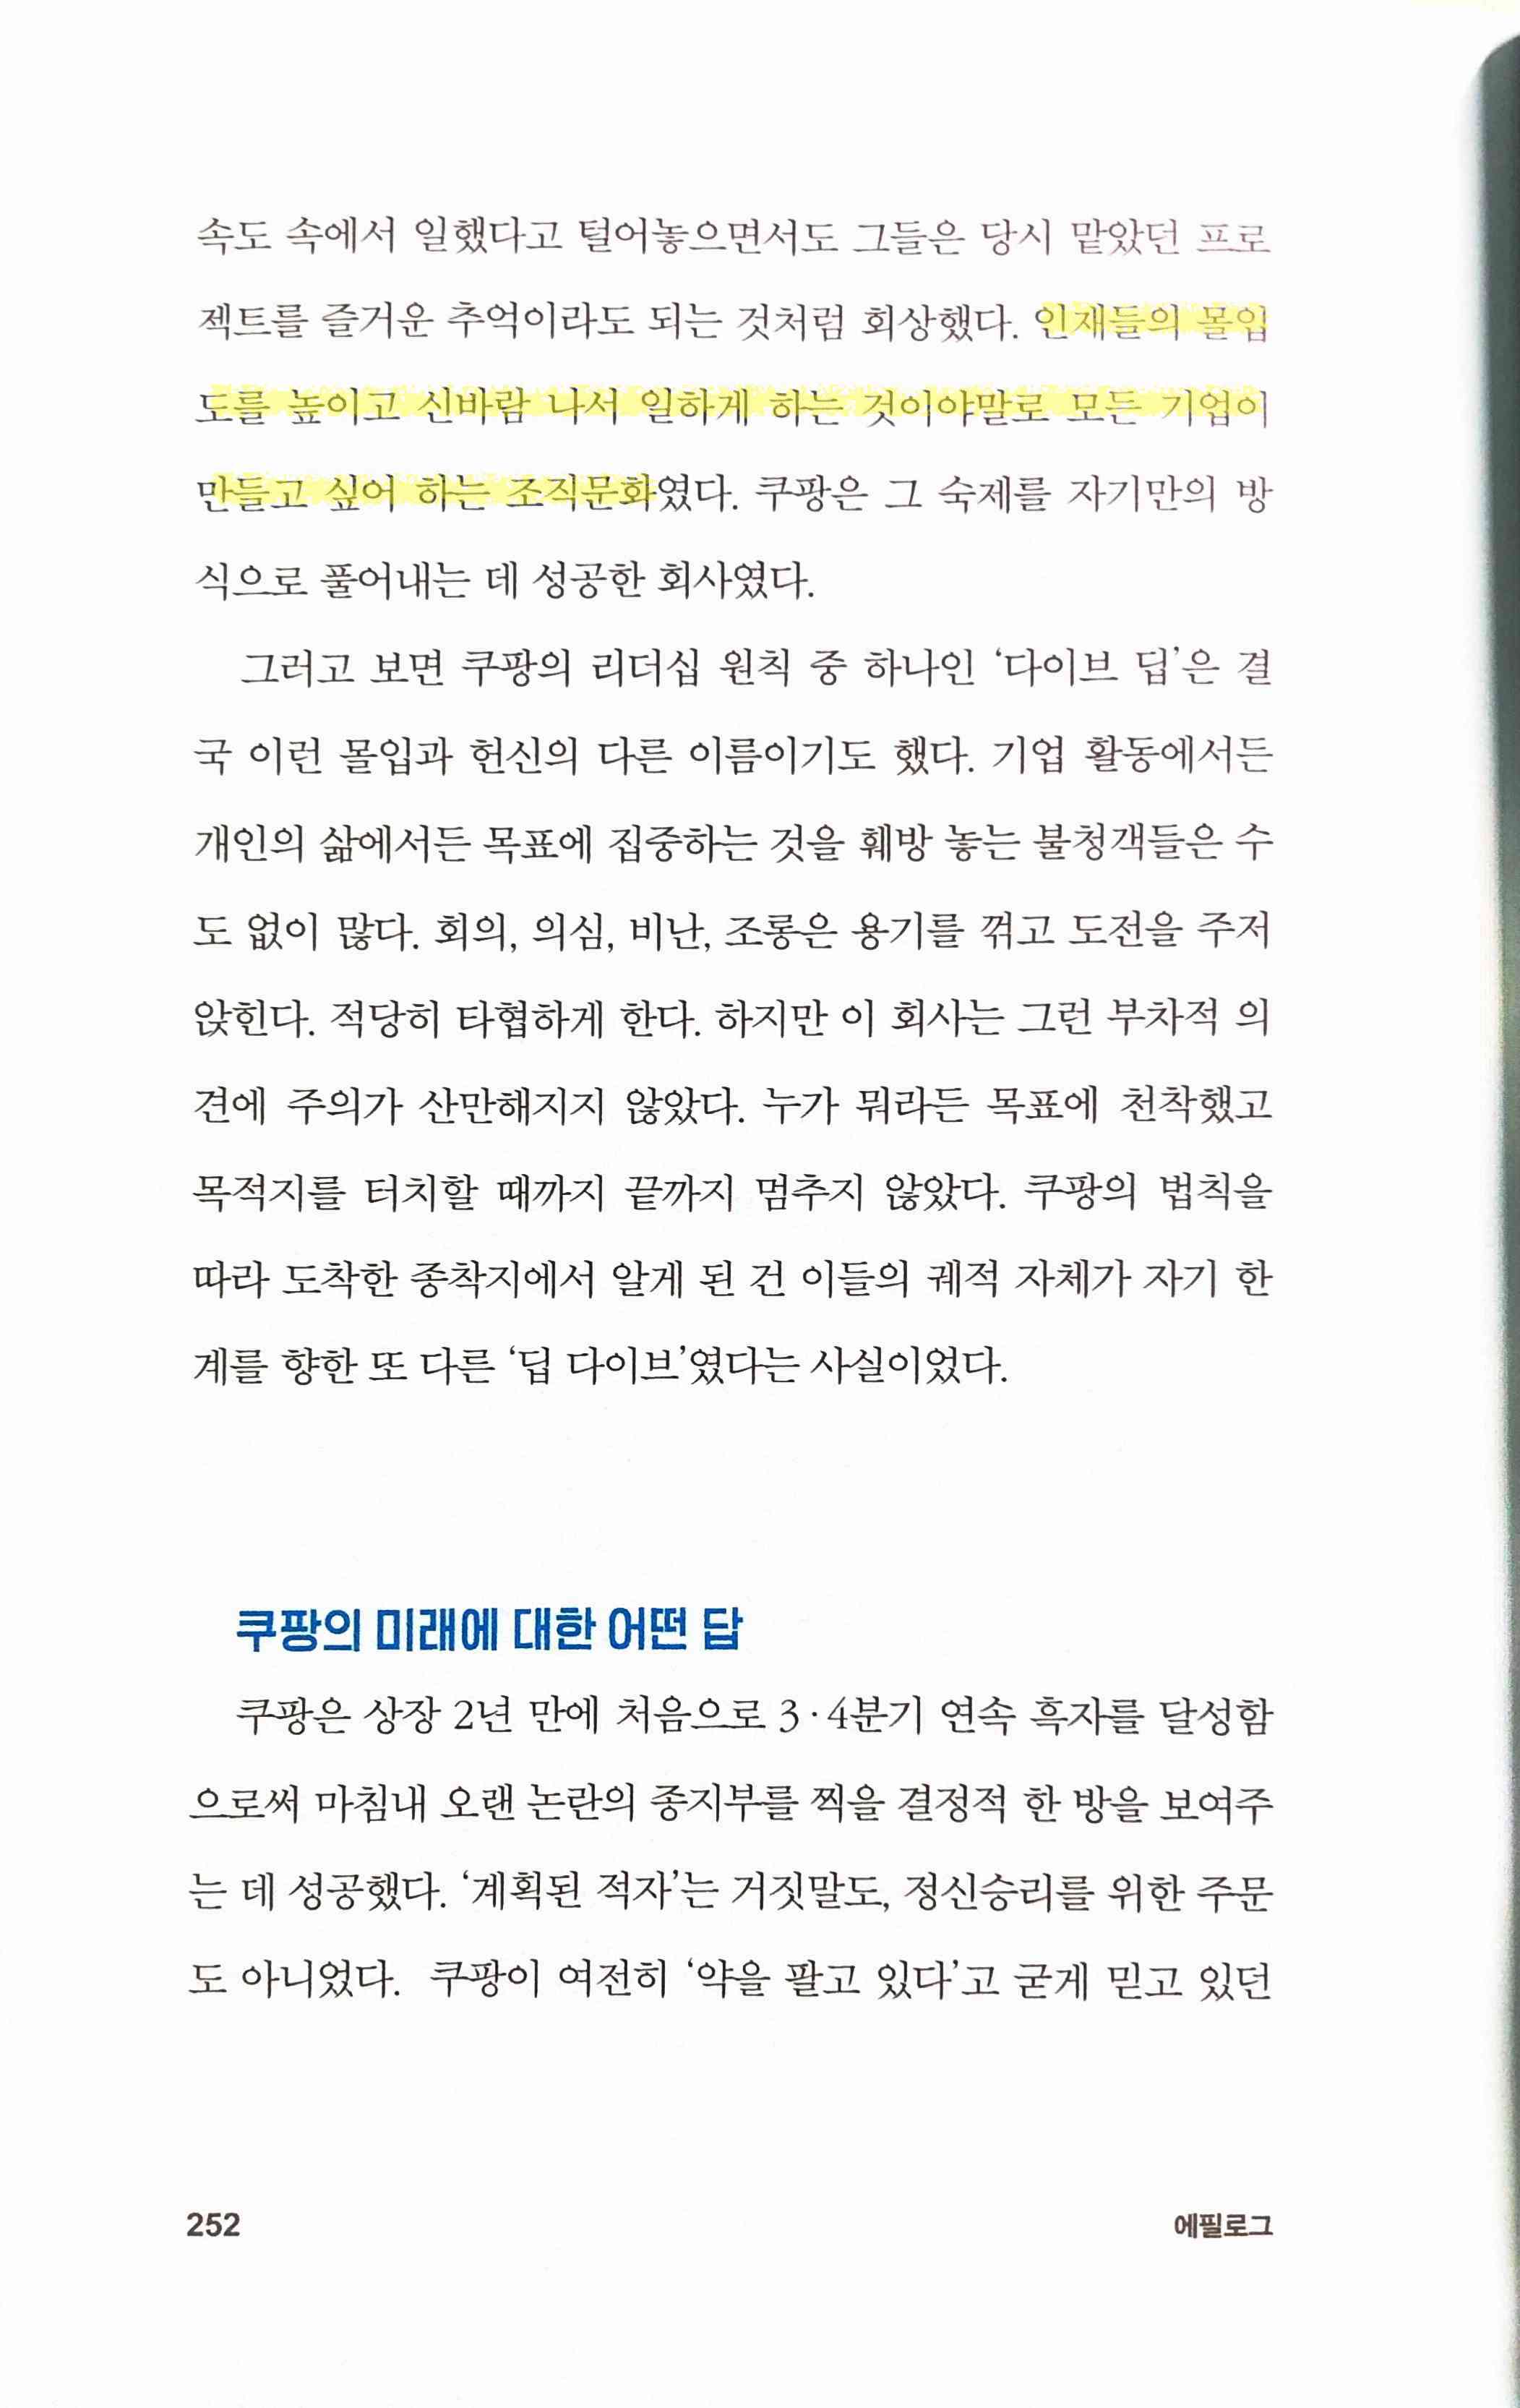 속도 속에서 일했다고 털어놓으면서도 그들은 당시 맡았던 프로
젝트를 즐거운 추억이라도 되는 것처럼 회상했다. 인재들의 몰입
도를 높이고 신바람 나서 일하게 하는 것이야말로 모든 기업이
만들고 싶어 하는 조직문화였다. 쿠팡은 그 숙제를 자기만의 방
식으로 풀어내는 데 성공한 회사였다.
그러고 보면 쿠팡의 리더십 원칙 중 하나인 ‘다이브 딥’은 결
국 이런 몰입과 헌신의 다른 이름이기도 했다. 기업 활동에서든
개인의 삶에서든 목표에 집중하는 것을 훼방 놓는 불청객들은 수
도 없이 많다. 회의, 의심, 비난, 조롱은 용기를 꺾고 도전을 주저
앉힌다. 적당히 타협하게 한다. 하지만 이 회사는 그런 부차적 의
견에 주의가 산만해지지 않았다. 누가 뭐라든 목표에 천착했고
목적지를 터치할 때까지 끝까지 멈추지 않았다. 쿠팡의 법칙을
따라 도착한 종착지에서 알게 된 건 이들의 궤적 자체가 자기 한
계를 향한 또 다른 ‘딥 다이브’였다는 사실이었다.
쿠팡의 미래에 대한 어떤 답
쿠팡은 상장 2년 만에 처음으로 3·4분기 연속 흑자를 달성함
으로써 마침내 오랜 논란의 종지부를 찍을 결정적 한 방을 보여주
는 데 성공했다. ‘계획된 적자’는 거짓말도, 정신승리를 위한 주문
도 아니었다. 쿠팡이 여전히 ‘약을 팔고 있다’고 굳게 믿고 있던
252
에필로그